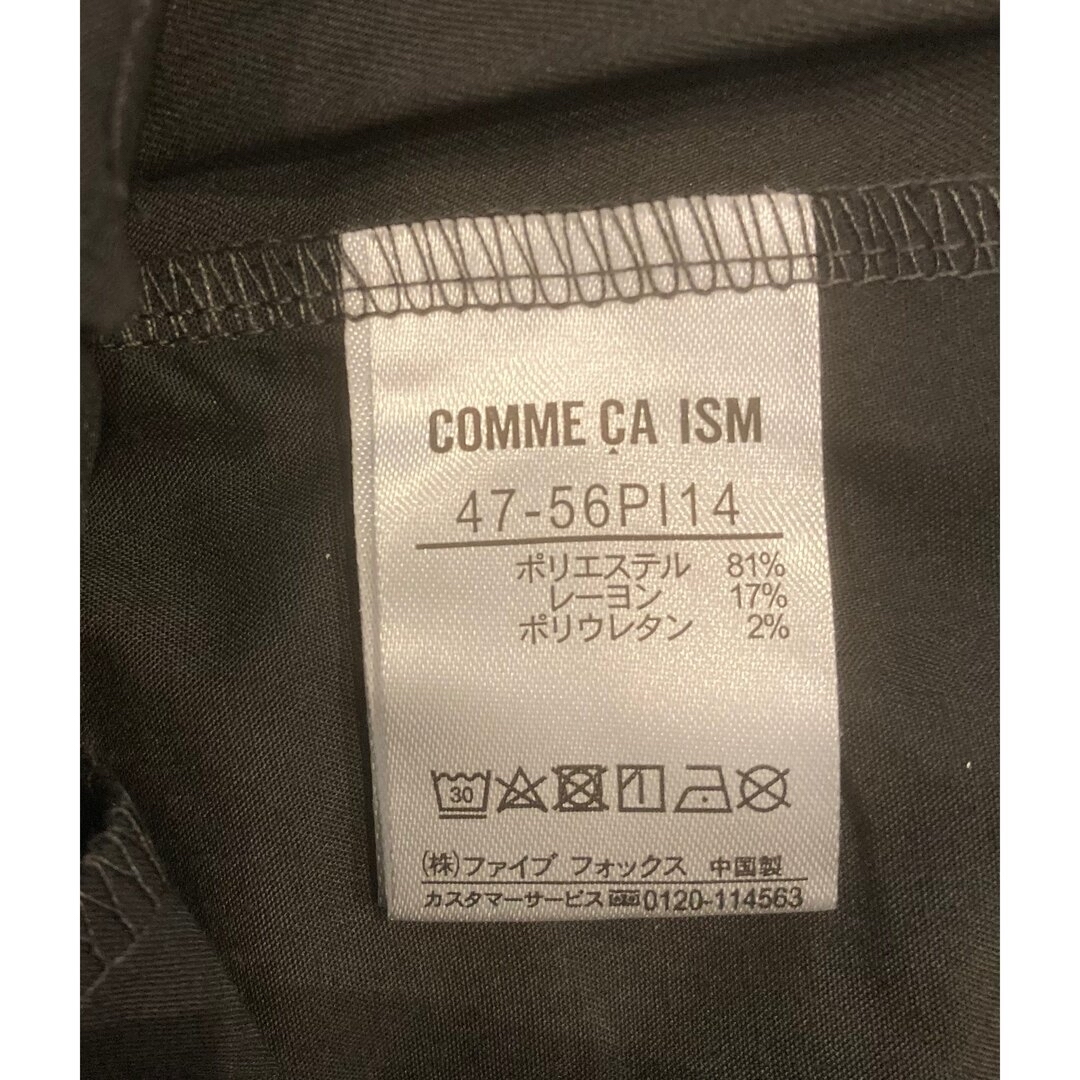 COMME ÇA ISM
47-56PI14
ポリエステル 81%
レーヨン 17%
ポリウレタン 2%
30
(株)ファイブ フォックス 中国製
カスタマーサービス 0120-114563